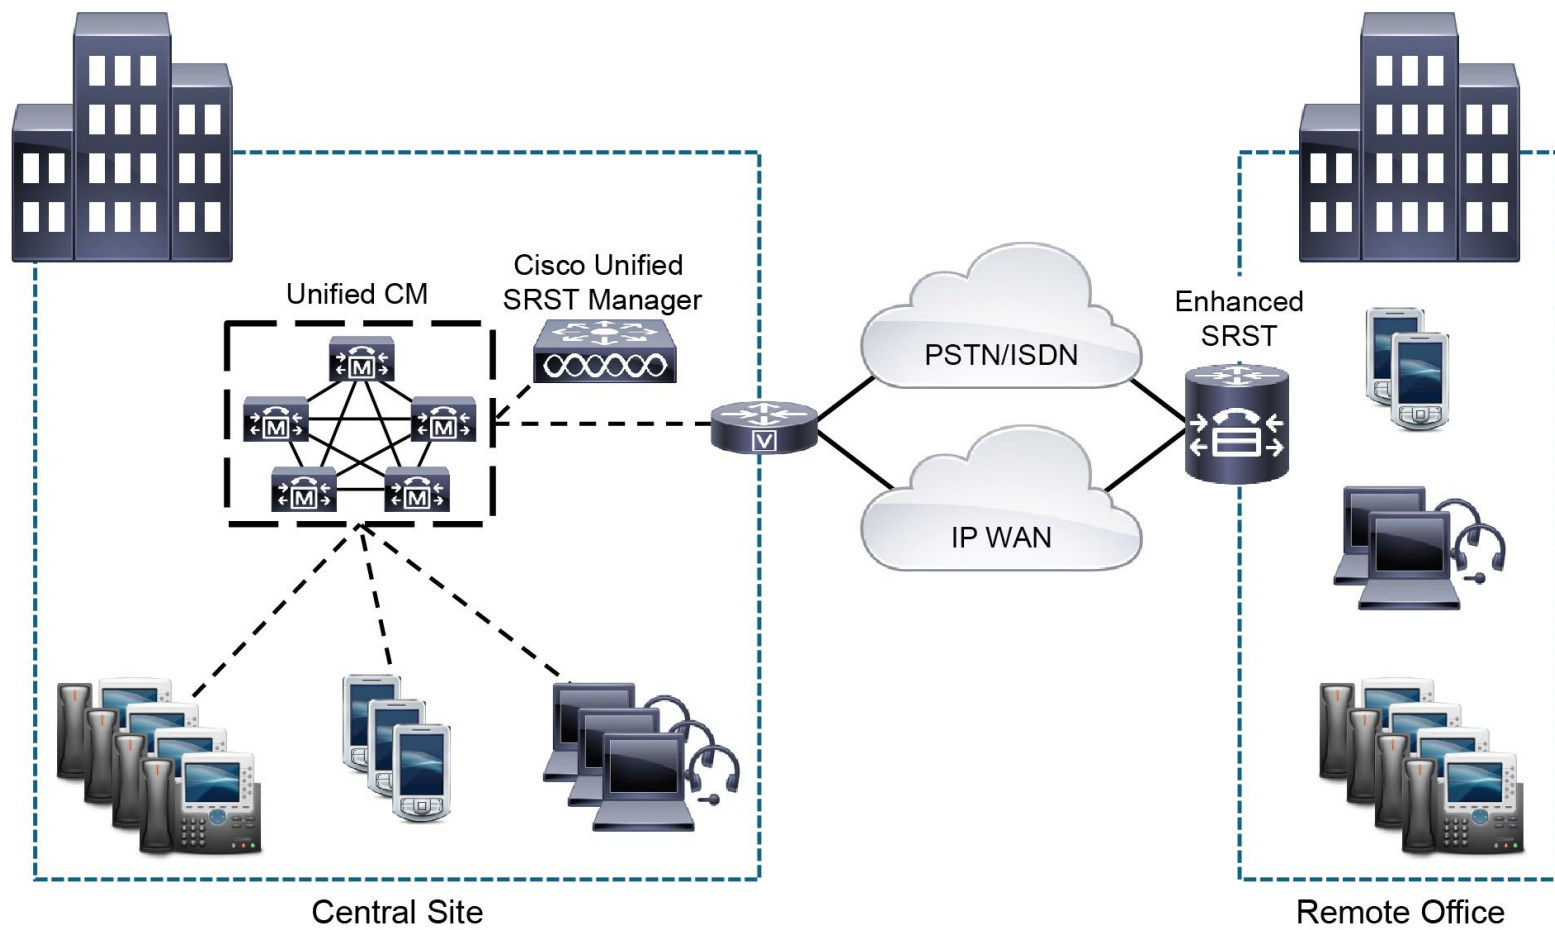 Cisco Unified
SRST Manager
Unified CM
M
M
M
M
M
V
PSTN/ISDN
IP WAN
Enhanced
SRST
Central Site
Remote Office